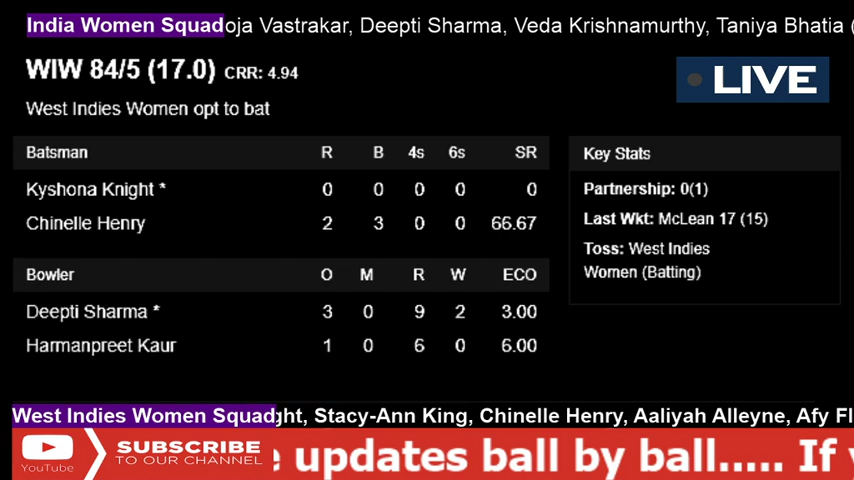 India Women Squad oja Vastrakar, Deepti Sharma, Veda Krishnamurthy, Taniya Bhatia (
WIW 84/5 (17.0) CRR: 4.94
LIVE
West Indies Women opt to bat
Batsman R B 4s 6s SR
Kyshona Knight * 0 0 0 0 0
Chinelle Henry 2 3 0 0 66.67
Bowler O M R W ECO
Deepti Sharma * 3 0 9 2 3.00
Harmanpreet Kaur 1 0 6 0 6.00
Key Stats
Partnership: 0(1)
Last Wkt: McLean 17 (15)
Toss: West Indies
Women (Batting)
West Indies Women Squad ght, Stacy-Ann King, Chinelle Henry, Aaliyah Alleyne, Afy Fl
YouTube
SUBSCRIBE
TO OUR CHANNEL
e updates ball by ball..... If y